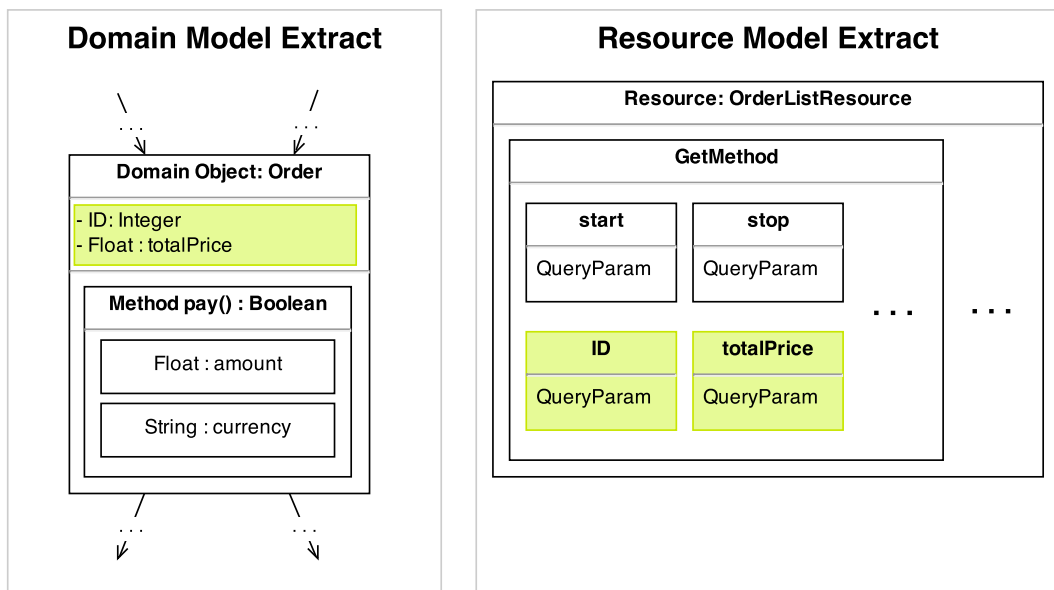 Domain Model Extract
. . .
. . .
Domain Object: Order
- ID: Integer
- Float : totalPrice
Method pay() : Boolean
Float : amount
String : currency
. . .
. . .
Resource Model Extract
Resource: OrderListResource
GetMethod
start
QueryParam
stop
QueryParam
ID
QueryParam
totalPrice
QueryParam
. . .
. . .